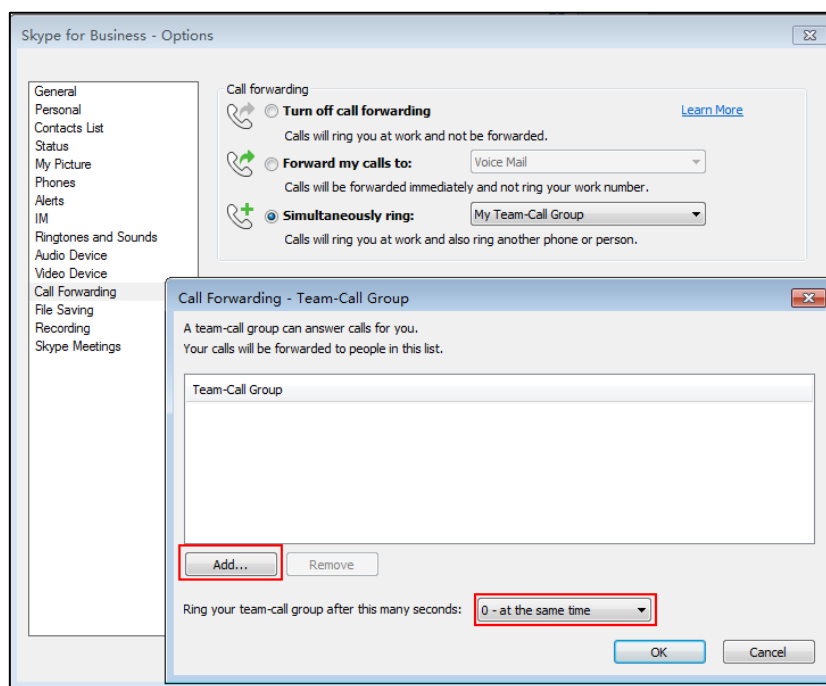 Skype for Business - Options
General
Personal
Contacts List
Status
My Picture
Phones
Alerts
IM
Ringtones and Sounds
Audio Device
Video Device
Call Forwarding
File Saving
Recording
Skype Meetings
Call forwarding
Turn off call forwarding
Learn More
Calls will ring you at work and not be forwarded.
Forward my calls to:
Voice Mail
Calls will be forwarded immediately and not ring your work number.
Simultaneously ring:
My Team-Call Group
Calls will ring you at work and also ring another phone or person.
Call Forwarding - Team-Call Group
A team-call group can answer calls for you.
Your calls will be forwarded to people in this list.
Team-Call Group
Add...
Remove
Ring your team-call group after this many seconds:
0 - at the same time
OK
Cancel